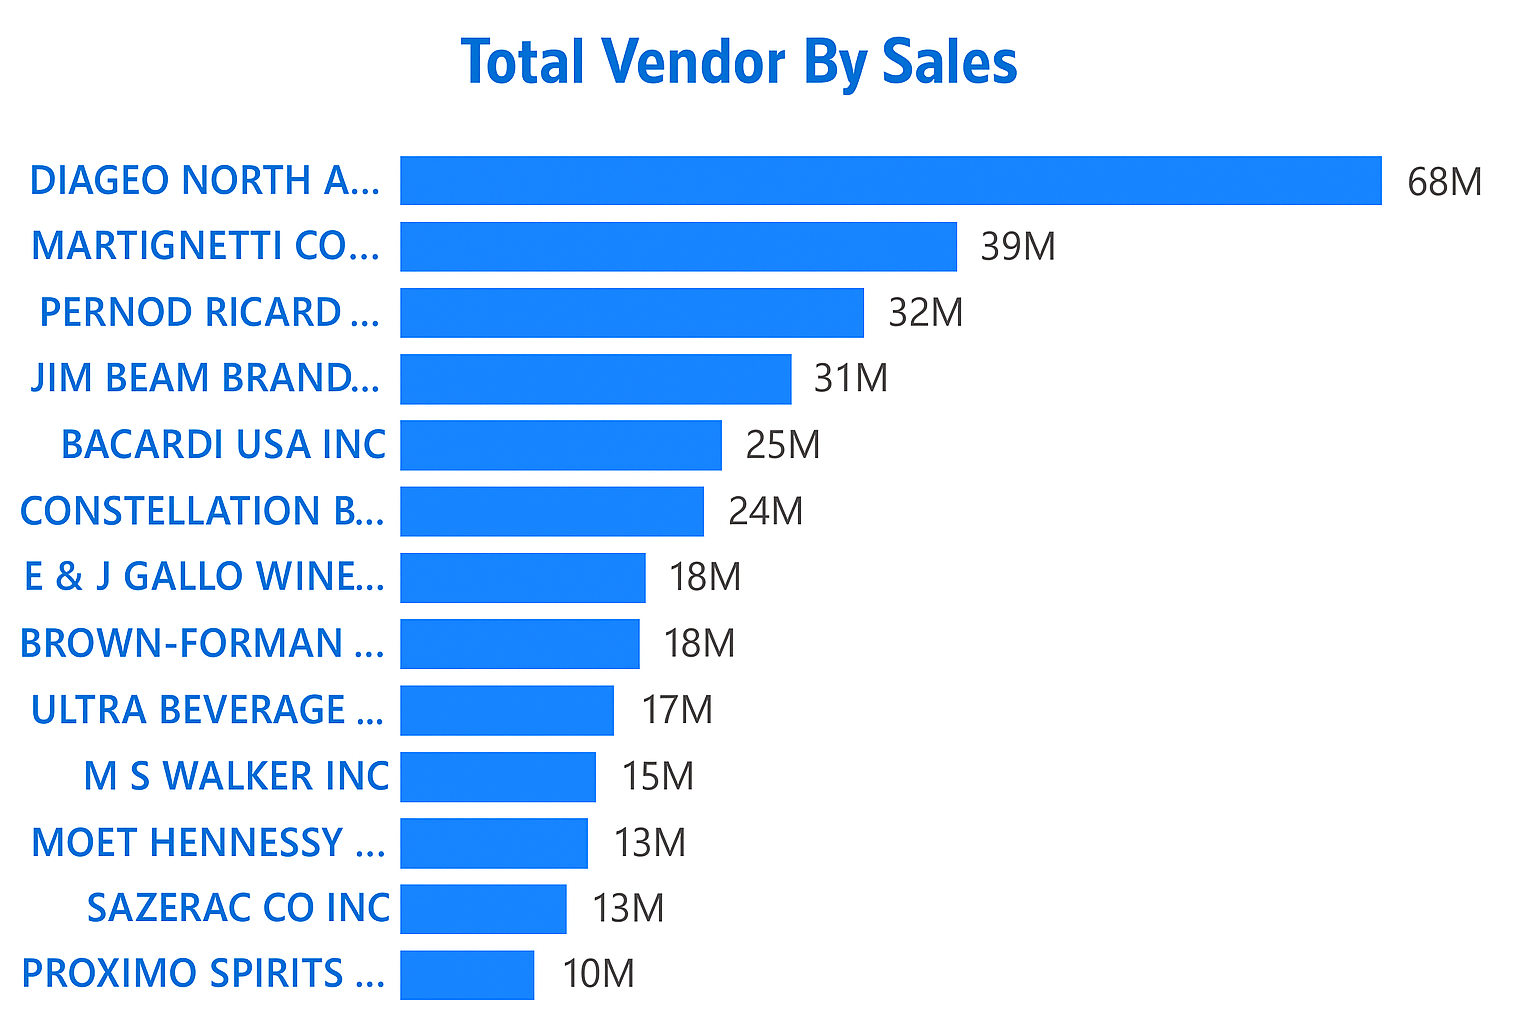 Total Vendor By Sales
DIAGEO NORTH A... 68M
MARTIGNETTI CO... 39M
PERNOD RICARD ... 32M
JIM BEAM BRAND... 31M
BACARDI USA INC 25M
CONSTELLATION B... 24M
E & J GALLO WINE... 18M
BROWN-FORMAN ... 18M
ULTRA BEVERAGE ... 17M
M S WALKER INC 15M
MOET HENNESSY ... 13M
SAZERAC CO INC 13M
PROXIMO SPIRITS ... 10M